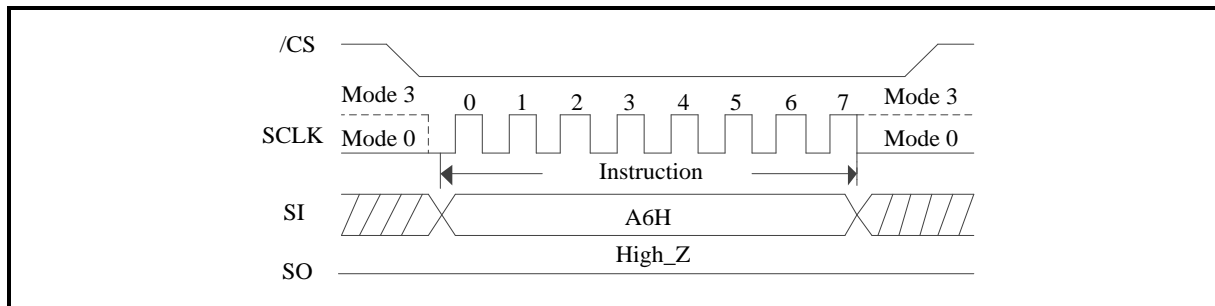 /CS
Mode 3 0 1 2 3 4 5 6 7 Mode 3
SCLK Mode 0 Mode 0
Instruction
SI A6H
High_Z
SO